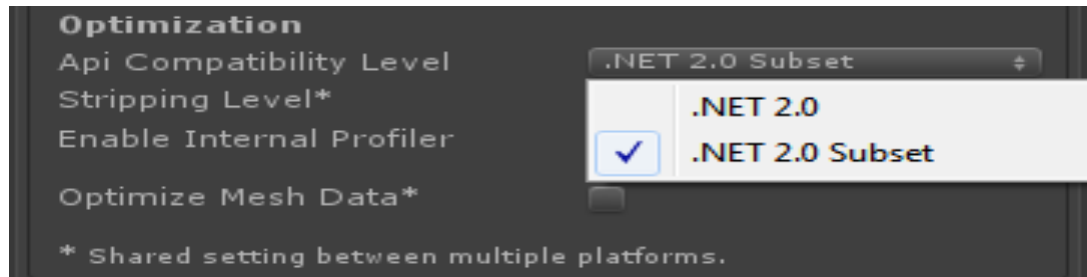 Optimization
Api Compatibility Level .NET 2.0 Subset
Stripping Level*
.NET 2.0
Enable Internal Profiler
.NET 2.0 Subset
Optimize Mesh Data*
* Shared setting between multiple platforms.